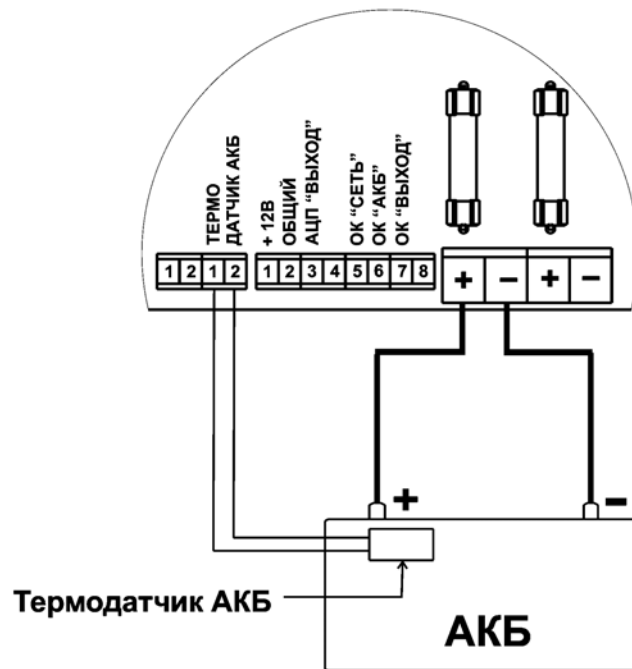 ТЕРМО
ДАТЧИК АКБ
+ 12В
ОБЩИЙ
АЦП “ВЫХОД”
ОК “СЕТЬ”
ОК “АКБ”
ОК “ВЫХОД”
1 2 1 2 1 2 3 4 5 6 7 8 + – + –
+ –
Термодатчик АКБ
АКБ